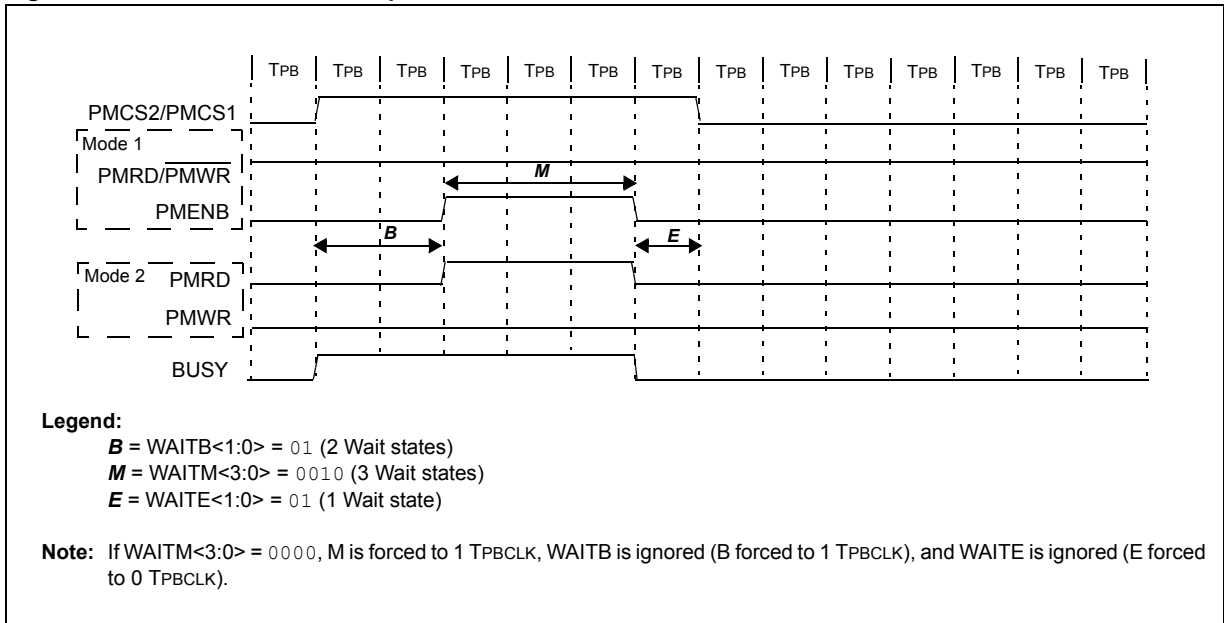 TPB TPB TPB TPB TPB TPB TPB TPB TPB TPB TPB TPB TPB TPB
PMCS2/PMCS1
Mode 1
PMRD/PMWR
M
PMENB
B
E
Mode 2 PMRD
PMWR
BUSY
Legend:
B = WAITB<1:0> = 01 (2 Wait states)
M = WAITM<3:0> = 0010 (3 Wait states)
E = WAITE<1:0> = 01 (1 Wait state)
Note: If WAITM<3:0> = 0000, M is forced to 1 TPBCLK, WAITB is ignored (B forced to 1 TPBCLK), and WAITE is ignored (E forced
to 0 TPBCLK).